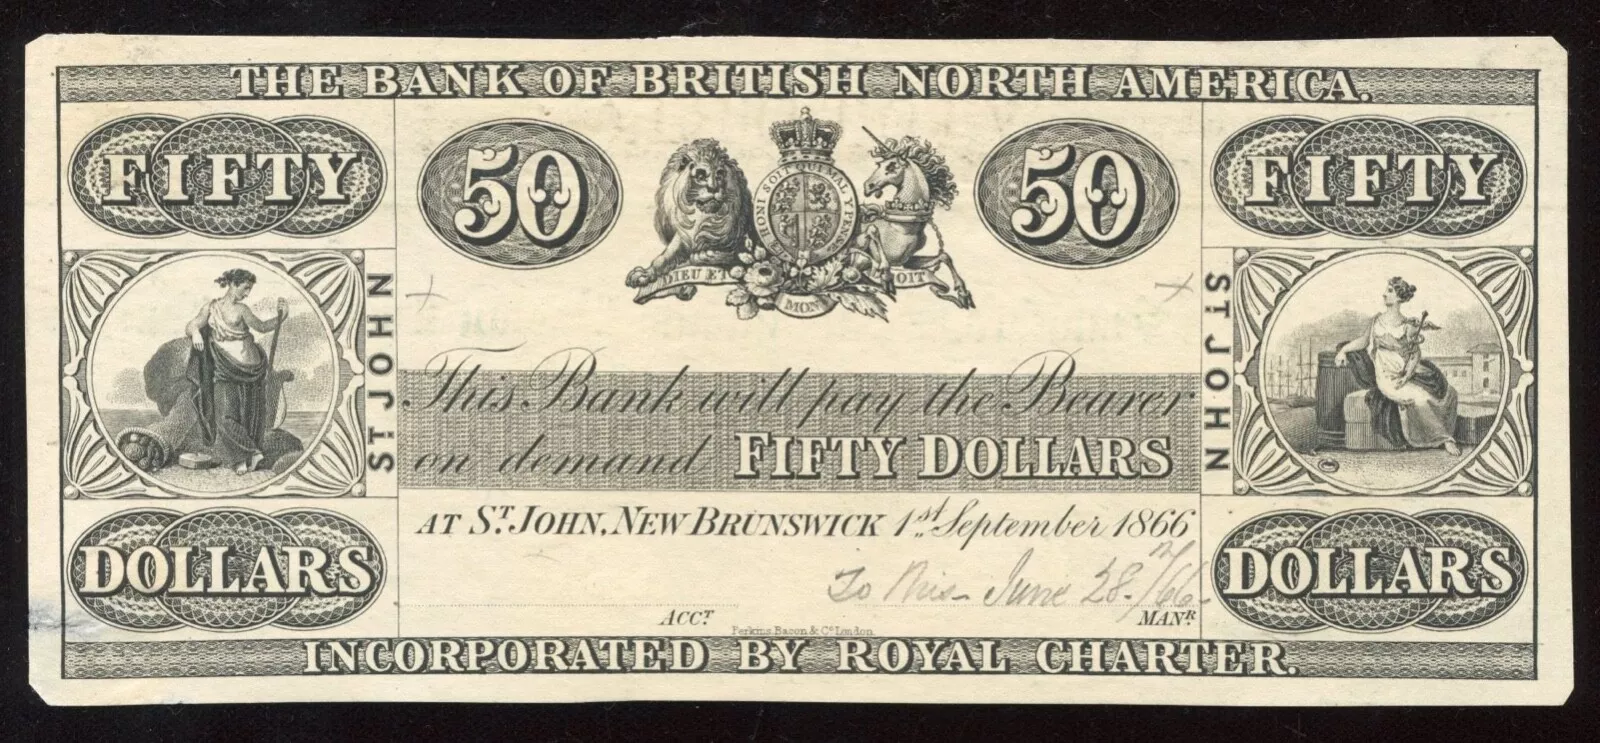 THE BANK OF BRITISH NORTH AMERICA.
FIFTY 50 50 FIFTY
HONI SOIT QUI MAL Y PENSE
DIEU ET MON DROIT
ST JOHN
ST JOHN
This Bank will pay the Bearer
on demand FIFTY DOLLARS
AT ST. JOHN, NEW BRUNSWICK 1st September 1866
To this June 28. /66
DOLLARS DOLLARS
ACCT MANR
Perkins, Bacon & Co London.
INCORPORATED BY ROYAL CHARTER.